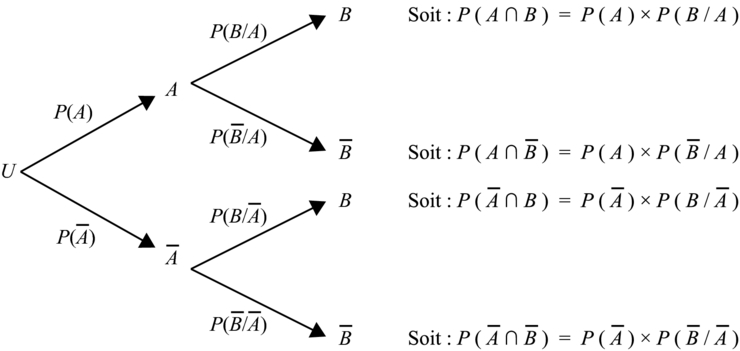 P(B/A) B Soit : P ( A ∩ B ) = P ( A ) × P ( B / A )
P(A) A
P(B̅/A) B̅ Soit : P ( A ∩ B̅ ) = P ( A ) × P ( B̅ / A )
U
P(B/A̅) B Soit : P ( A̅ ∩ B ) = P ( A̅ ) × P ( B / A̅ )
P(A̅) A̅
P(B̅/A̅) B̅ Soit : P ( A̅ ∩ B̅ ) = P ( A̅ ) × P ( B̅ / A̅ )